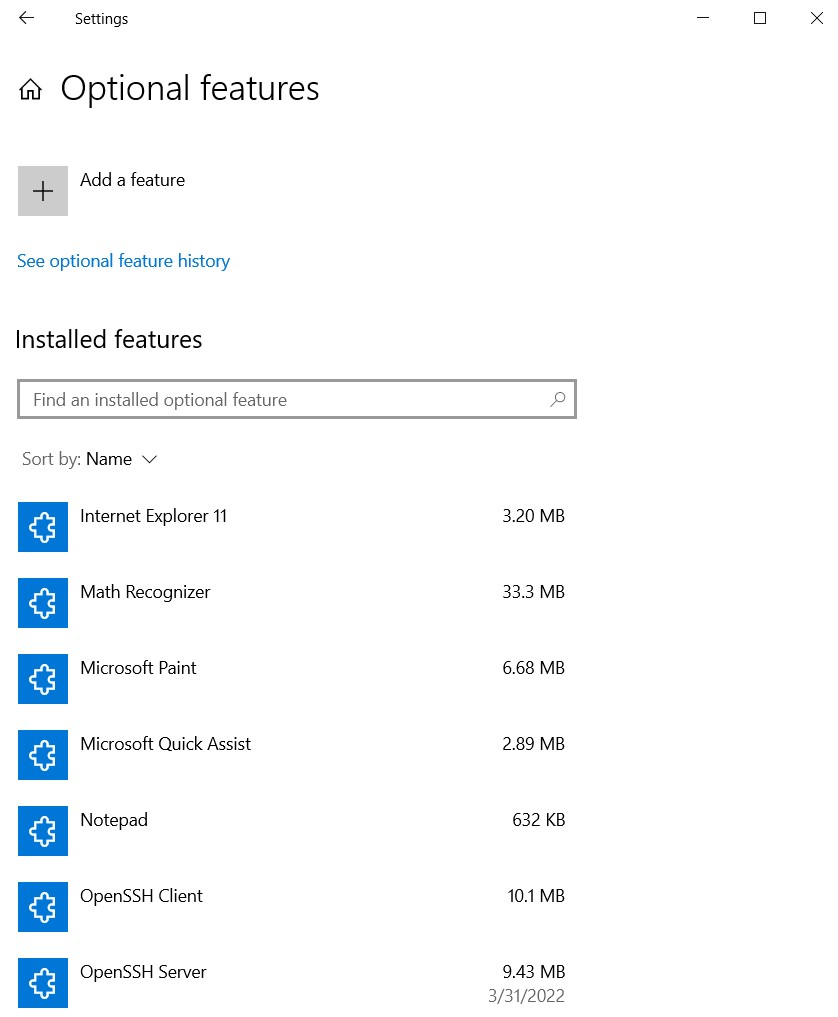 Settings
Optional features
Add a feature
See optional feature history
Installed features
Find an installed optional feature
Sort by: Name
Internet Explorer 11 3.20 MB
Math Recognizer 33.3 MB
Microsoft Paint 6.68 MB
Microsoft Quick Assist 2.89 MB
Notepad 632 KB
OpenSSH Client 10.1 MB
OpenSSH Server 9.43 MB
3/31/2022